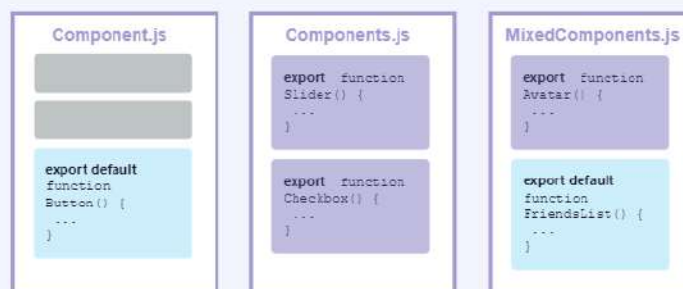 Component.js
export default
function
Button() {
...
}
Components.js
export function
Slider() {
...
}
export function
Checkbox() {
...
}
MixedComponents.js
export function
Avatar() {
...
}
export default
function
FriendsList() {
...
}